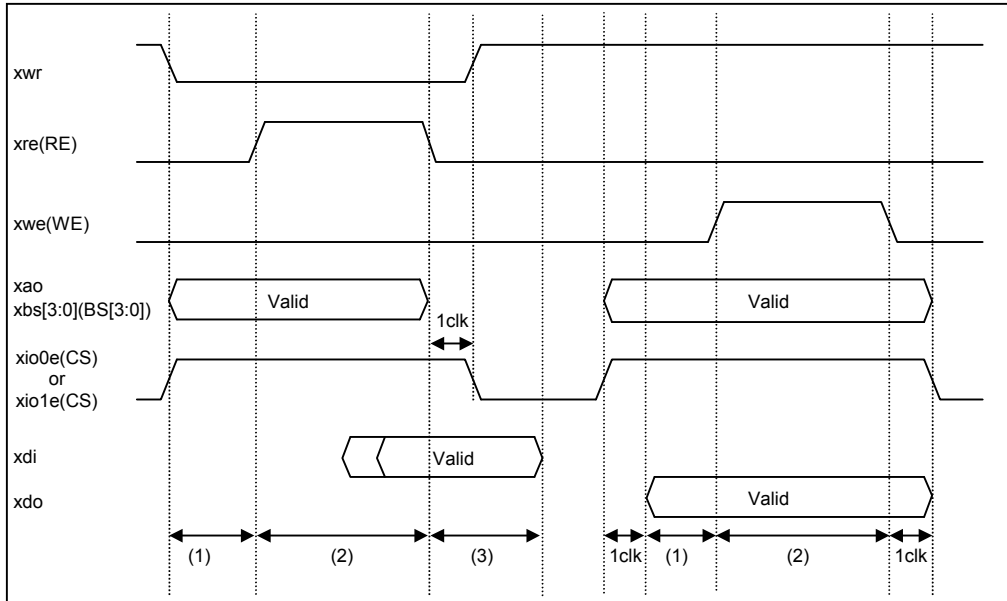 xwr
xre(RE)
xwe(WE)
xao
xbs[3:0](BS[3:0])
Valid
Valid
1clk
xio0e(CS)
or
xio1e(CS)
xdi
Valid
xdo
Valid
(1)
(2)
(3)
1clk
(1)
(2)
1clk